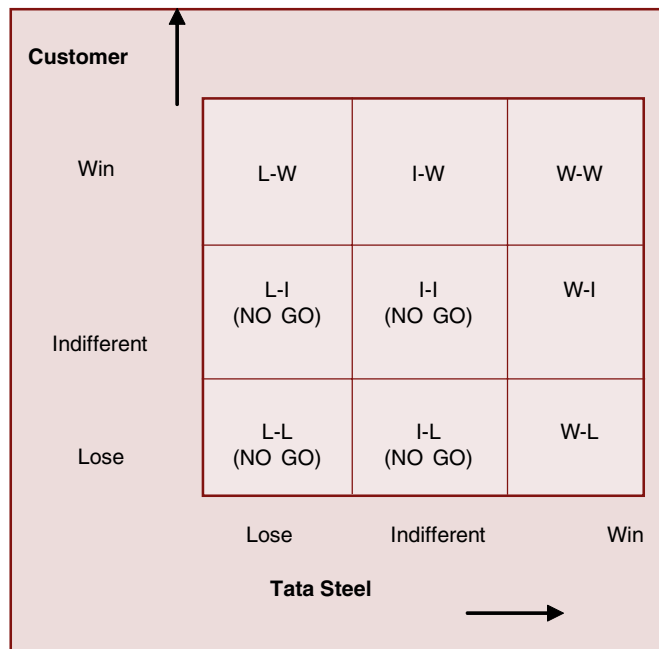 Customer
Win
L-W
I-W
W-W
L-I
(NO GO)
I-I
(NO GO)
W-I
Indifferent
L-L
(NO GO)
I-L
(NO GO)
W-L
Lose
Lose
Indifferent
Win
Tata Steel